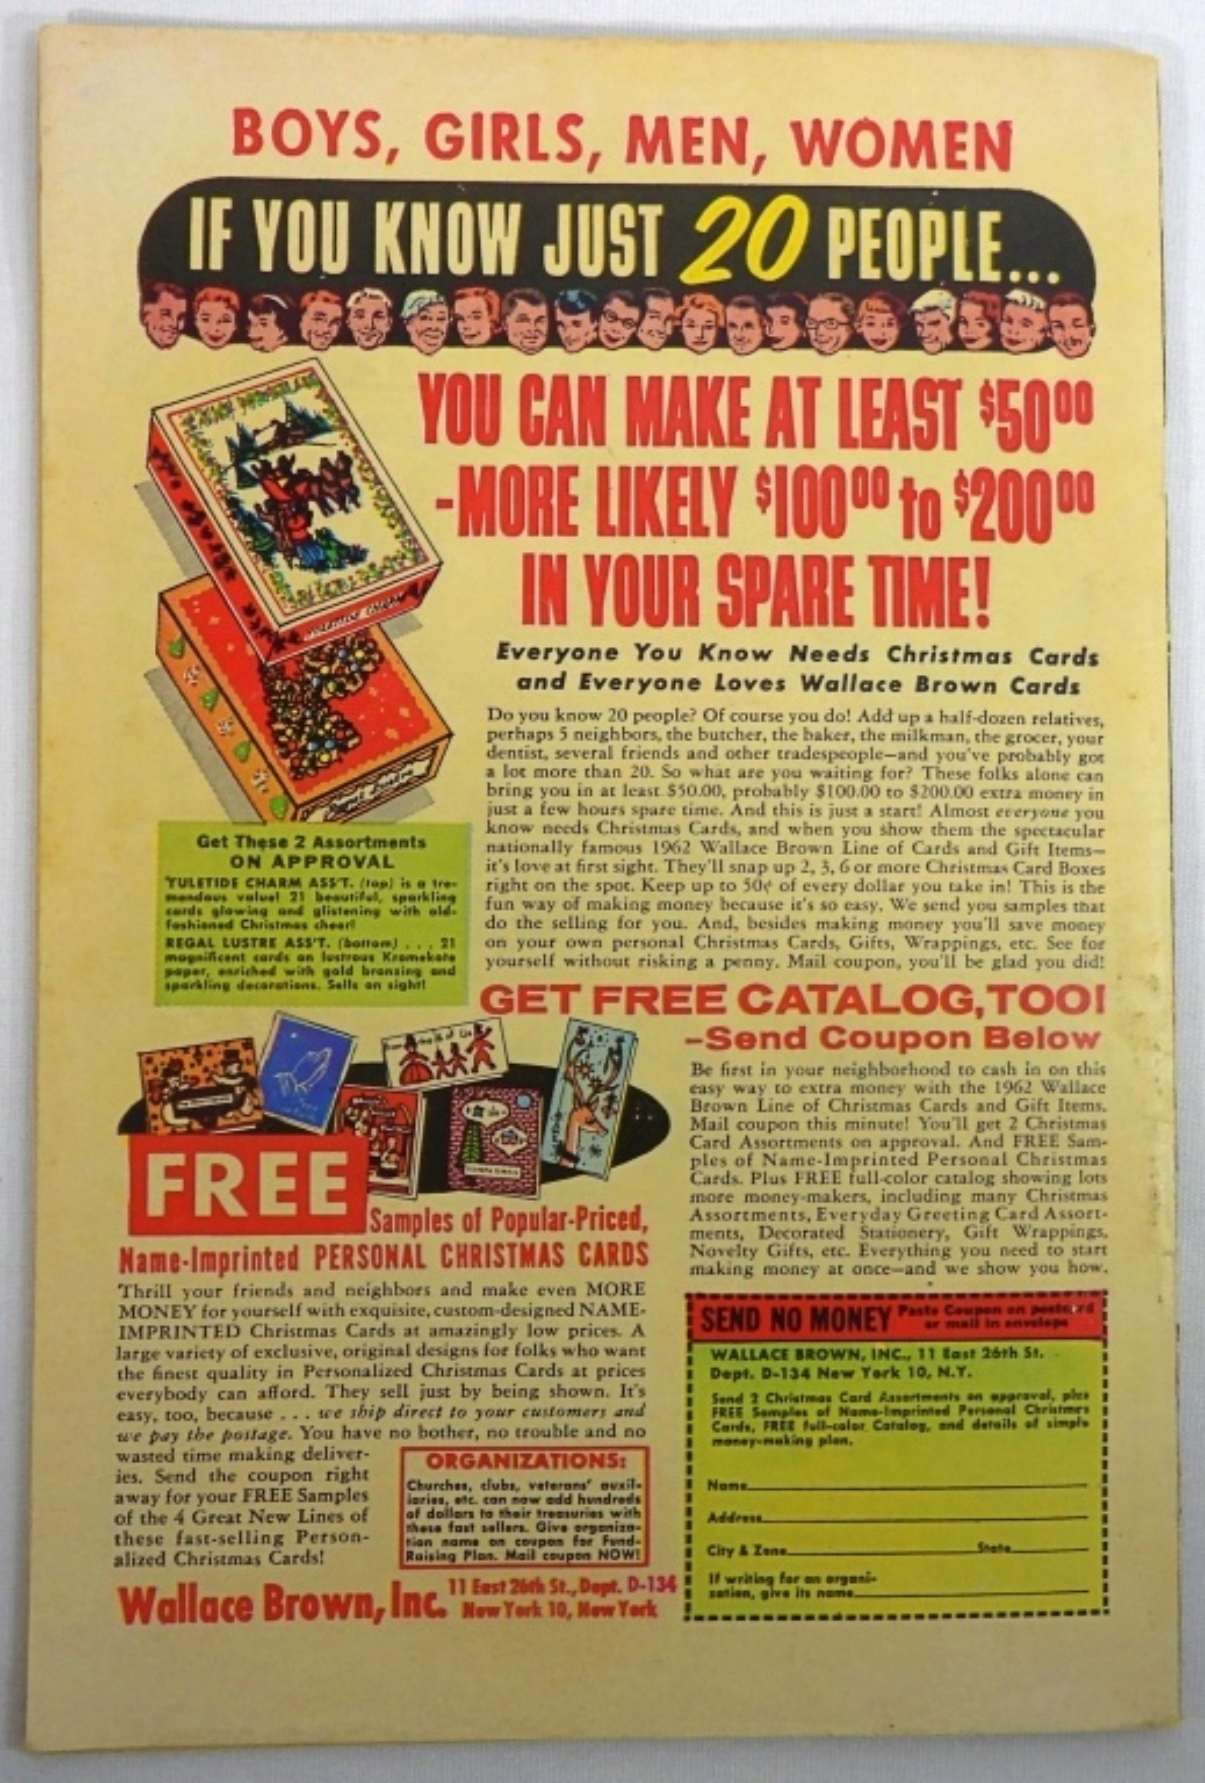 BOYS, GIRLS, MEN, WOMEN
IF YOU KNOW JUST 20 PEOPLE...
YOU CAN MAKE AT LEAST $50⁰⁰
-MORE LIKELY $100⁰⁰ to $200⁰⁰
IN YOUR SPARE TIME!
Everyone You Know Needs Christmas Cards
and Everyone Loves Wallace Brown Cards
Do you know 20 people? Of course you do! Add up a half-dozen relatives,
perhaps 5 neighbors, the butcher, the baker, the milkman, the grocer, your
dentist, several friends and other tradespeople—and you've probably got
a lot more than 20. So what are you waiting for? These folks alone can
bring you in at least $50.00, probably $100.00 to $200.00 extra money in
just a few hours spare time. And this is just a start! Almost everyone you
know needs Christmas Cards, and when you show them the spectacular
nationally famous 1962 Wallace Brown Line of Cards and Gift Items—
it's love at first sight. They'll snap up 2, 3, 6 or more Christmas Card Boxes
right on the spot. Keep up to 50¢ of every dollar you take in! This is the
fun way of making money because it's so easy. We send you samples that
do the selling for you. And, besides making money you'll save money
on your own personal Christmas Cards, Gifts, Wrappings, etc. See for
yourself without risking a penny. Mail coupon, you'll be glad you did!
Get These 2 Assortments
ON APPROVAL
YULETIDE CHARM ASS'T. (top) is a tre-
mendous value! 21 beautiful, sparkling
cards glowing and glistening with old-
fashioned Christmas cheer!
REGAL LUSTRE ASS'T. (bottom) . . . 21
magnificent cards on lustrous Kromekote
paper, enriched with gold bronzing and
sparkling decorations. Sells on sight!
GET FREE CATALOG, TOO!
–Send Coupon Below
Be first in your neighborhood to cash in on this
easy way to extra money with the 1962 Wallace
Brown Line of Christmas Cards and Gift Items.
Mail coupon this minute! You'll get 2 Christmas
Card Assortments on approval. And FREE Sam-
ples of Name-Imprinted Personal Christmas
Cards. Plus FREE full-color catalog showing lots
more money-makers, including many Christmas
Assortments, Everyday Greeting Card Assort-
ments, Decorated Stationery, Gift Wrappings,
Novelty Gifts, etc. Everything you need to start
making money at once—and we show you how.
FREE
Samples of Popular-Priced,
Name-Imprinted PERSONAL CHRISTMAS CARDS
Thrill your friends and neighbors and make even MORE
MONEY for yourself with exquisite, custom-designed NAME-
IMPRINTED Christmas Cards at amazingly low prices. A
large variety of exclusive, original designs for folks who want
the finest quality in Personalized Christmas Cards at prices
everybody can afford. They sell just by being shown. It's
easy, too, because . . . we ship direct to your customers and
we pay the postage. You have no bother, no trouble and no
wasted time making deliver-
ies. Send the coupon right
away for your FREE Samples
of the 4 Great New Lines of
these fast-selling Person-
alized Christmas Cards!
ORGANIZATIONS:
Churches, clubs, veterans' auxil-
iaries, etc. can now add hundreds
of dollars to their treasuries with
these fast sellers. Give organiza-
tion name on coupon for Fund-
Raising Plan. Mail coupon NOW!
Wallace Brown, Inc. 11 East 26th St., Dept. D-134
New York 10, New York
SEND NO MONEY Paste Coupon on postcard
or mail in envelope
WALLACE BROWN, INC., 11 East 26th St.
Dept. D-134 New York 10, N.Y.
Send 2 Christmas Card Assortments on approval, plus
FREE Samples of Name-Imprinted Personal Christmas
Cards, FREE full-color Catalog, and details of simple
money-making plan.
Name
Address
City & Zone State
If writing for an organi-
zation, give its name